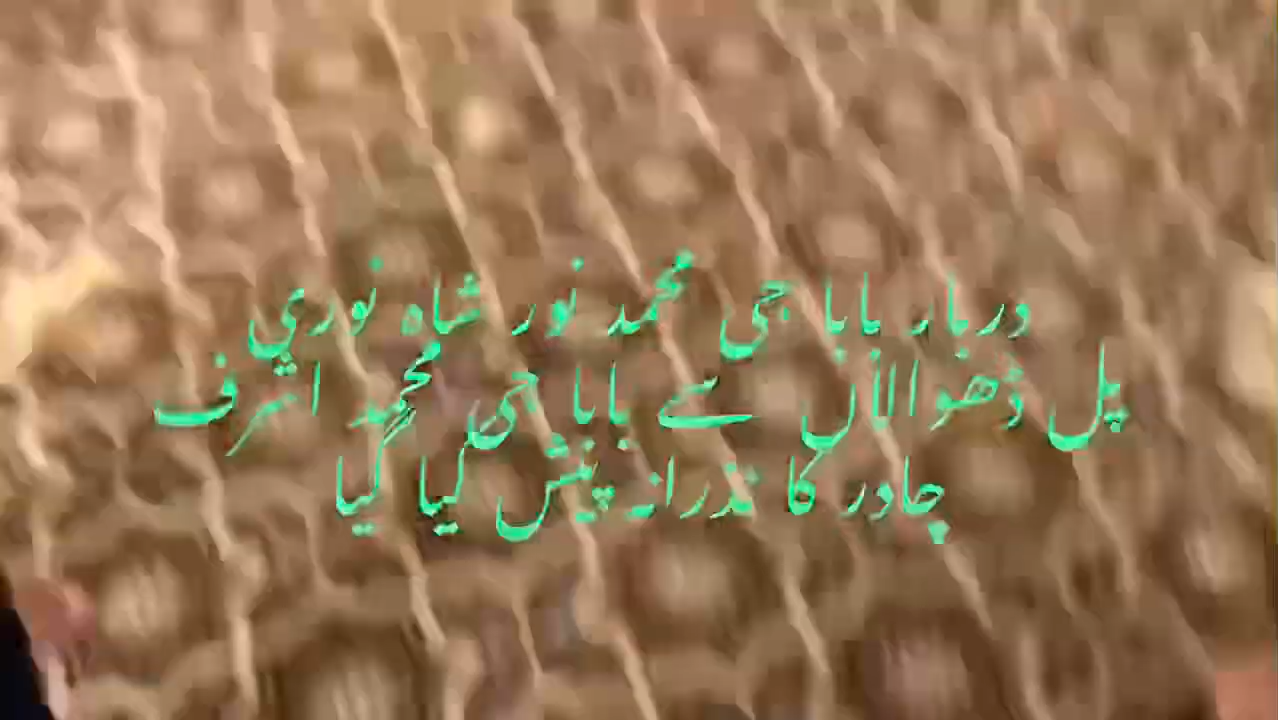 دربار بابا جی محمد نور شاہ نوری
پل ڈھوالاں سے بابا جی محمد اشرف
چادر کا نذرانہ پیش کیا گیا